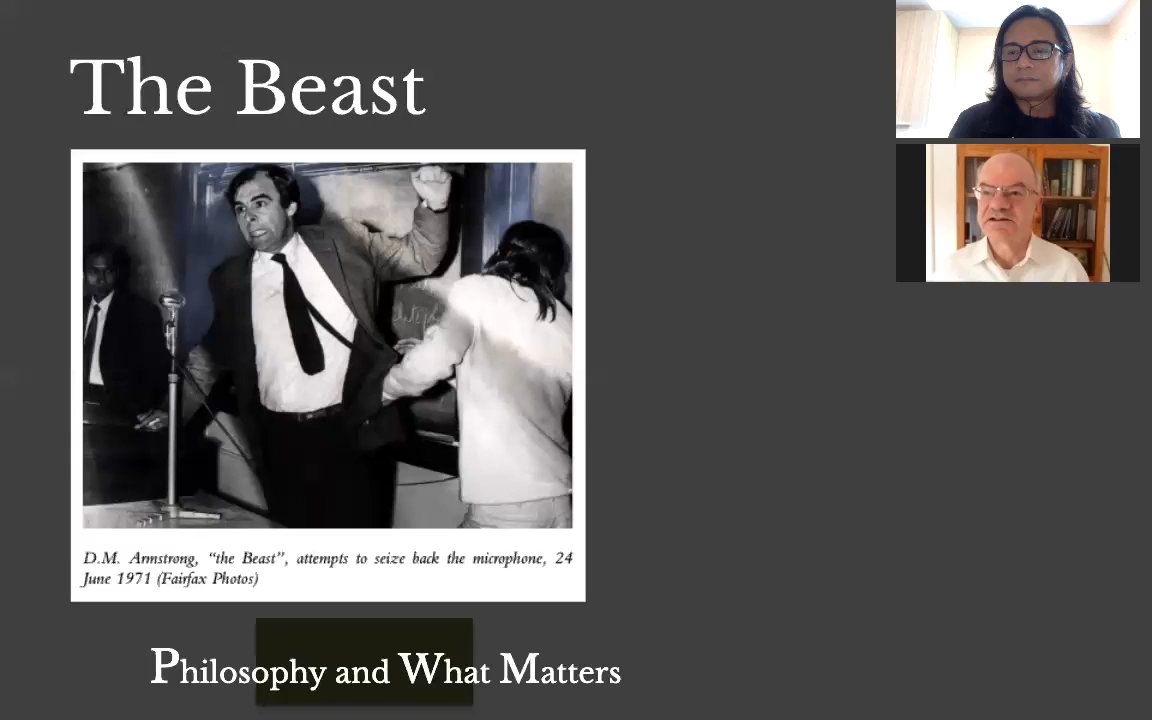 The Beast
D.M. Armstrong, “the Beast”, attempts to seize back the microphone, 24
June 1971 (Fairfax Photos)
Philosophy and What Matters